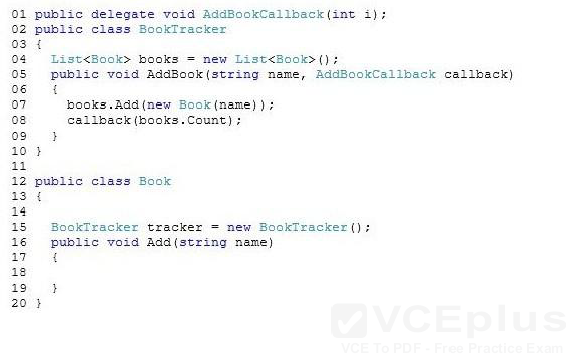 01 public delegate void AddBookCallback(int i);
02 public class BookTracker
03 {
04   List<Book> books = new List<Book>();
05   public void AddBook(string name, AddBookCallback callback)
06   {
07     books.Add(new Book(name));
08     callback(books.Count);
09   }
10 }
11
12 public class Book
13 {
14
15   BookTracker tracker = new BookTracker();
16   public void Add(string name)
17   {
18
19   }
20 }
VCEplus
VCE To PDF - Free Practice Exam